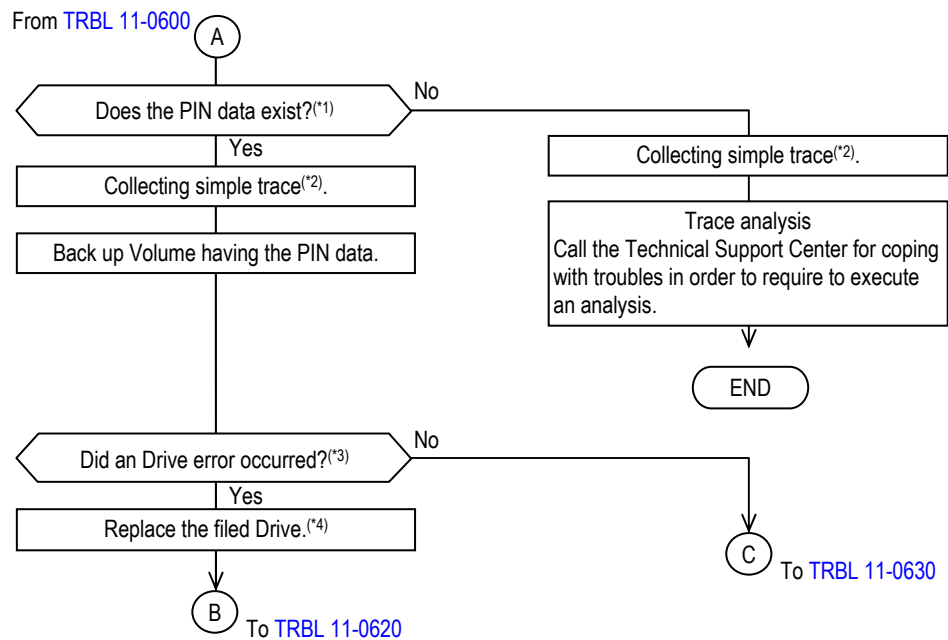 From TRBL 11-0600
A
Does the PIN data exist?(*1)
No
Yes
Collecting simple trace(*2).
Back up Volume having the PIN data.
Collecting simple trace(*2).
Trace analysis
Call the Technical Support Center for coping
with troubles in order to require to execute
an analysis.
END
Did an Drive error occurred?(*3)
No
Yes
Replace the filed Drive.(*4)
B
To TRBL 11-0620
C
To TRBL 11-0630